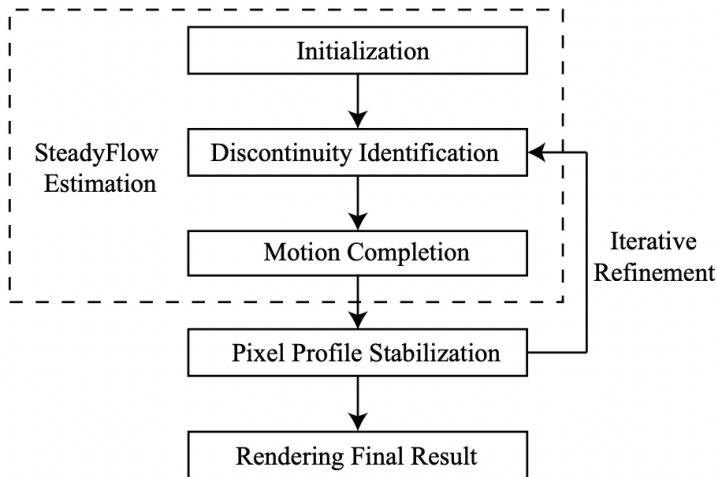 Initialization
SteadyFlow
Estimation
Discontinuity Identification
Motion Completion
Iterative
Refinement
Pixel Profile Stabilization
Rendering Final Result